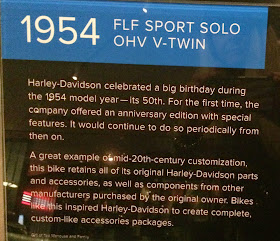 1954
FLF SPORT SOLO
OHV V-TWIN
Harley-Davidson celebrated a big birthday during
the 1954 model year—its 50th. For the first time, the
company offered an anniversary edition with special
features. It would continue to do so periodically from
then on.
A great example of mid-20th-century customization,
this bike retains all of its original Harley-Davidson parts
and accessories, as well as components from other
manufacturers purchased by the original owner. Bikes
like this inspired Harley-Davidson to create complete,
custom-like accessories packages.